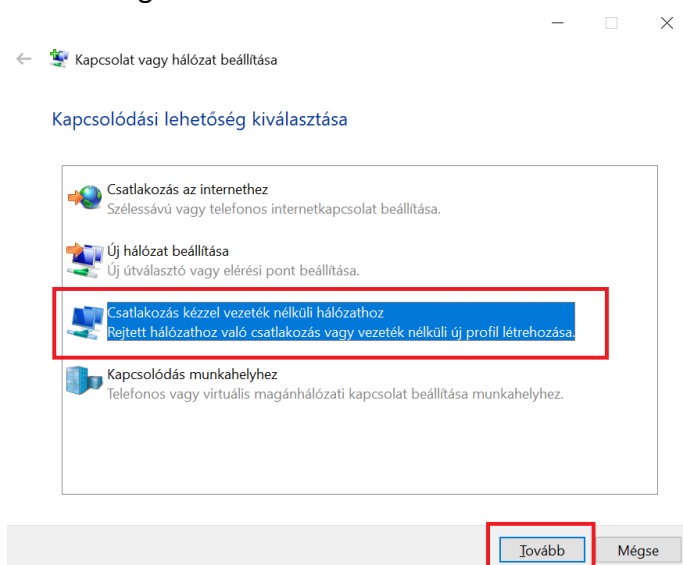 Kapcsolat vagy hálózat beállítása
Kapcsolódási lehetőség kiválasztása
Csatlakozás az internethez
Szélessávú vagy telefonos internetkapcsolat beállítása.
Új hálózat beállítása
Új útválasztó vagy elérési pont beállítása.
Csatlakozás kézzel vezeték nélküli hálózathoz
Rejtett hálózathoz való csatlakozás vagy vezeték nélküli új profil létrehozása.
Kapcsolódás munkahelyhez
Telefonos vagy virtuális magánhálózati kapcsolat beállítása munkahelyhez.
Tovább Mégse